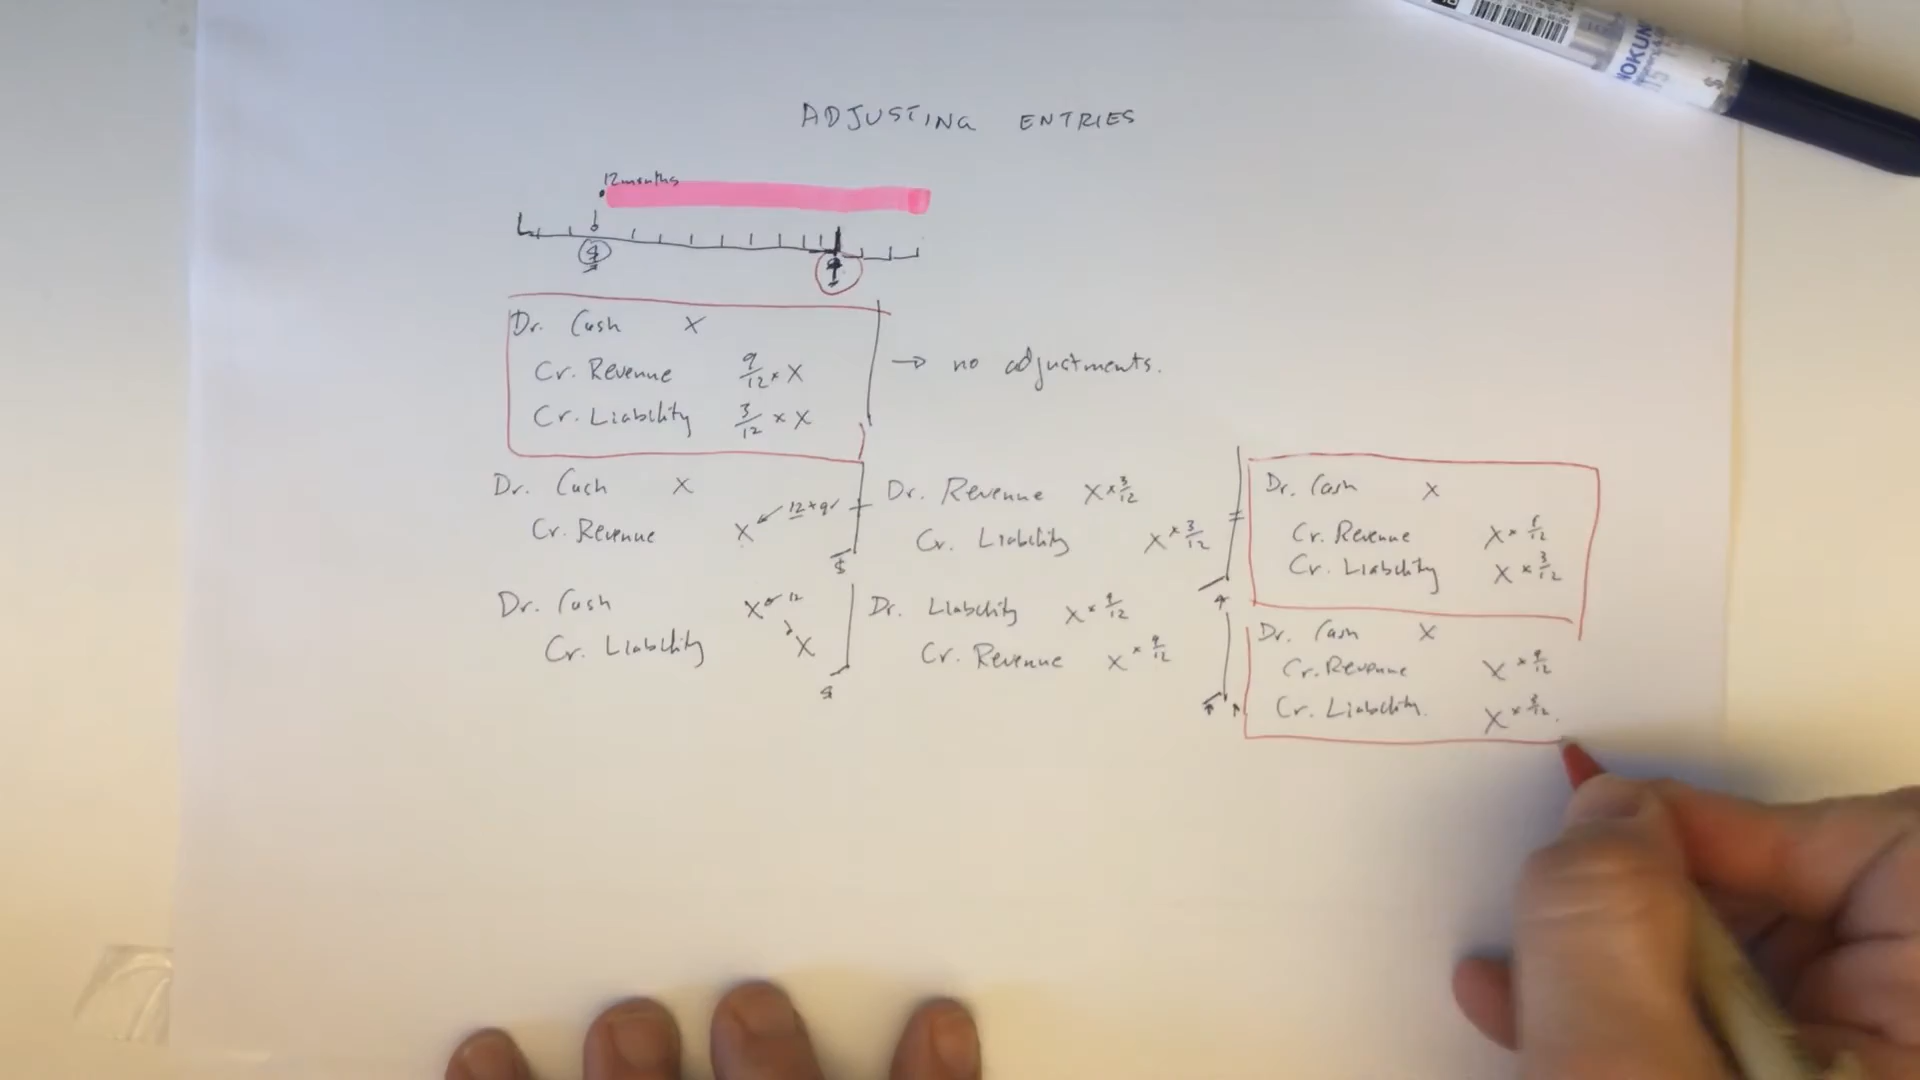 ADJUSTING ENTRIES
12 months
$
Dr. Cash X
Cr. Revenue 9/12 × X
Cr. Liability 3/12 × X
→ no adjustments.
Dr. Cash X
Cr. Revenue X
Dr. Revenue X × 3/12
Cr. Liability X × 3/12
Dr. Cash X
Cr. Revenue X ×
Cr. Liability X × 3/12
$
Dr. Cash X ← 12
Cr. Liability X
Dr. Liability X × 9/12
Cr. Revenue X × 9/12
Dr. Cash X
Cr. Revenue X × 9/12
Cr. Liability X × 3/12.
$
HOKUN